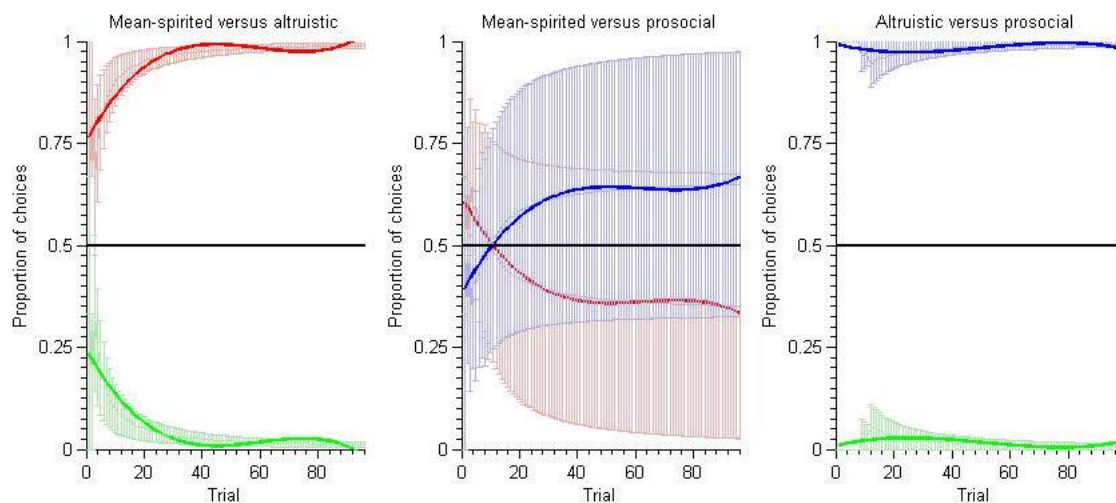 Mean-spirited versus altruistic
1
0.75
0.5
0.25
0
0 20 40 60 80
Proportion of choices
Trial
Mean-spirited versus prosocial
1
0.75
0.5
0.25
0
0 20 40 60 80
Proportion of choices
Trial
Altruistic versus prosocial
1
0.75
0.5
0.25
0
0 20 40 60 80
Proportion of choices
Trial